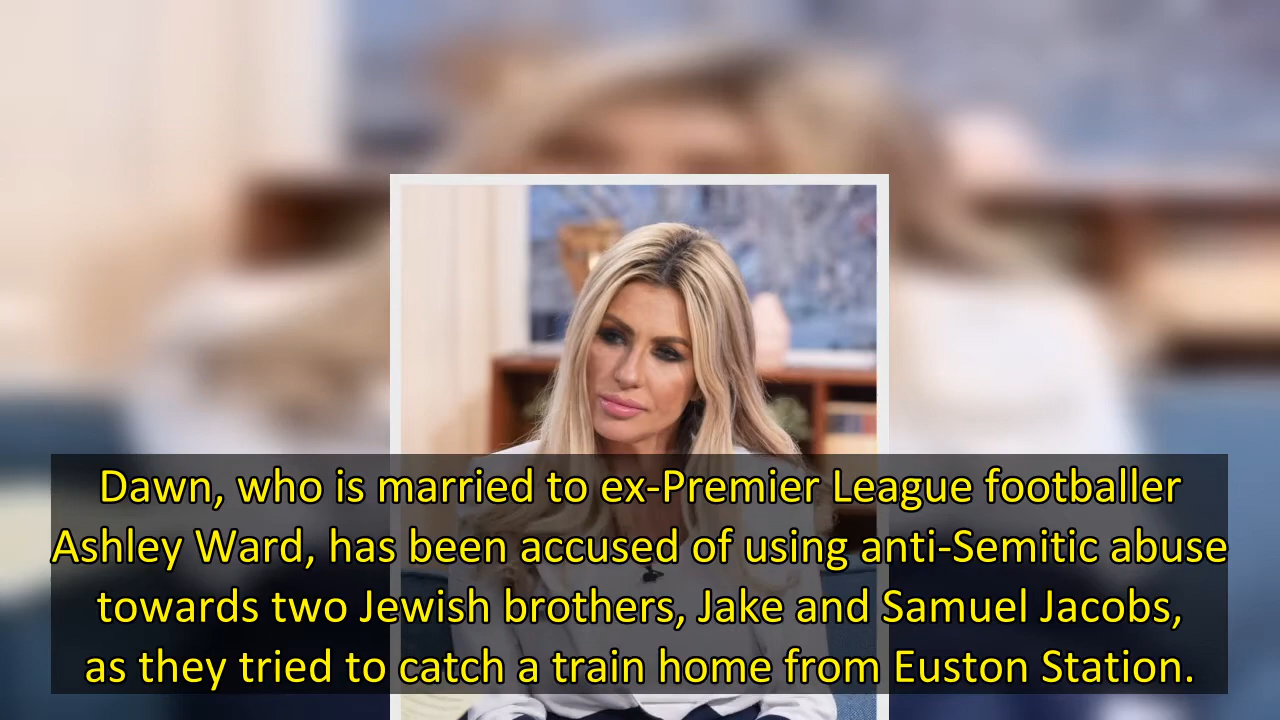 Dawn, who is married to ex-Premier League footballer
Ashley Ward, has been accused of using anti-Semitic abuse
towards two Jewish brothers, Jake and Samuel Jacobs,
as they tried to catch a train home from Euston Station.